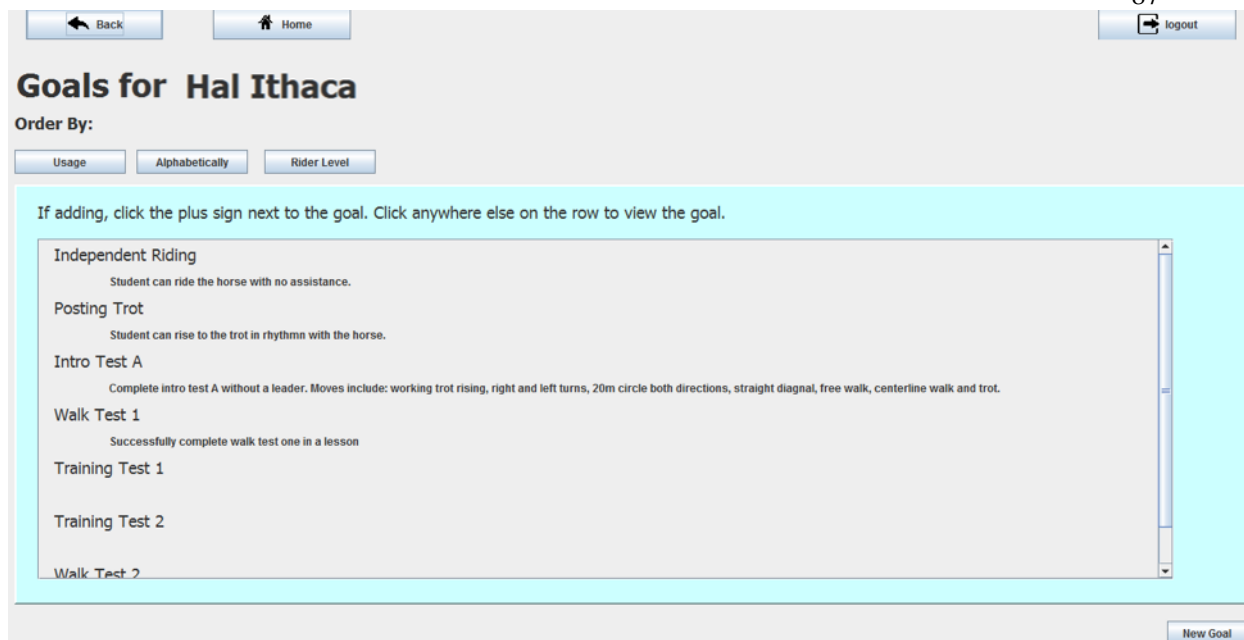 Back Home logout
Goals for Hal Ithaca
Order By:
Usage Alphabetically Rider Level
If adding, click the plus sign next to the goal. Click anywhere else on the row to view the goal.
Independent Riding
Student can ride the horse with no assistance.
Posting Trot
Student can rise to the trot in rhythmn with the horse.
Intro Test A
Complete intro test A without a leader. Moves include: working trot rising, right and left turns, 20m circle both directions, straight diagnal, free walk, centerline walk and trot.
Walk Test 1
Successfully complete walk test one in a lesson
Training Test 1
Training Test 2
Walk Test 2
New Goal